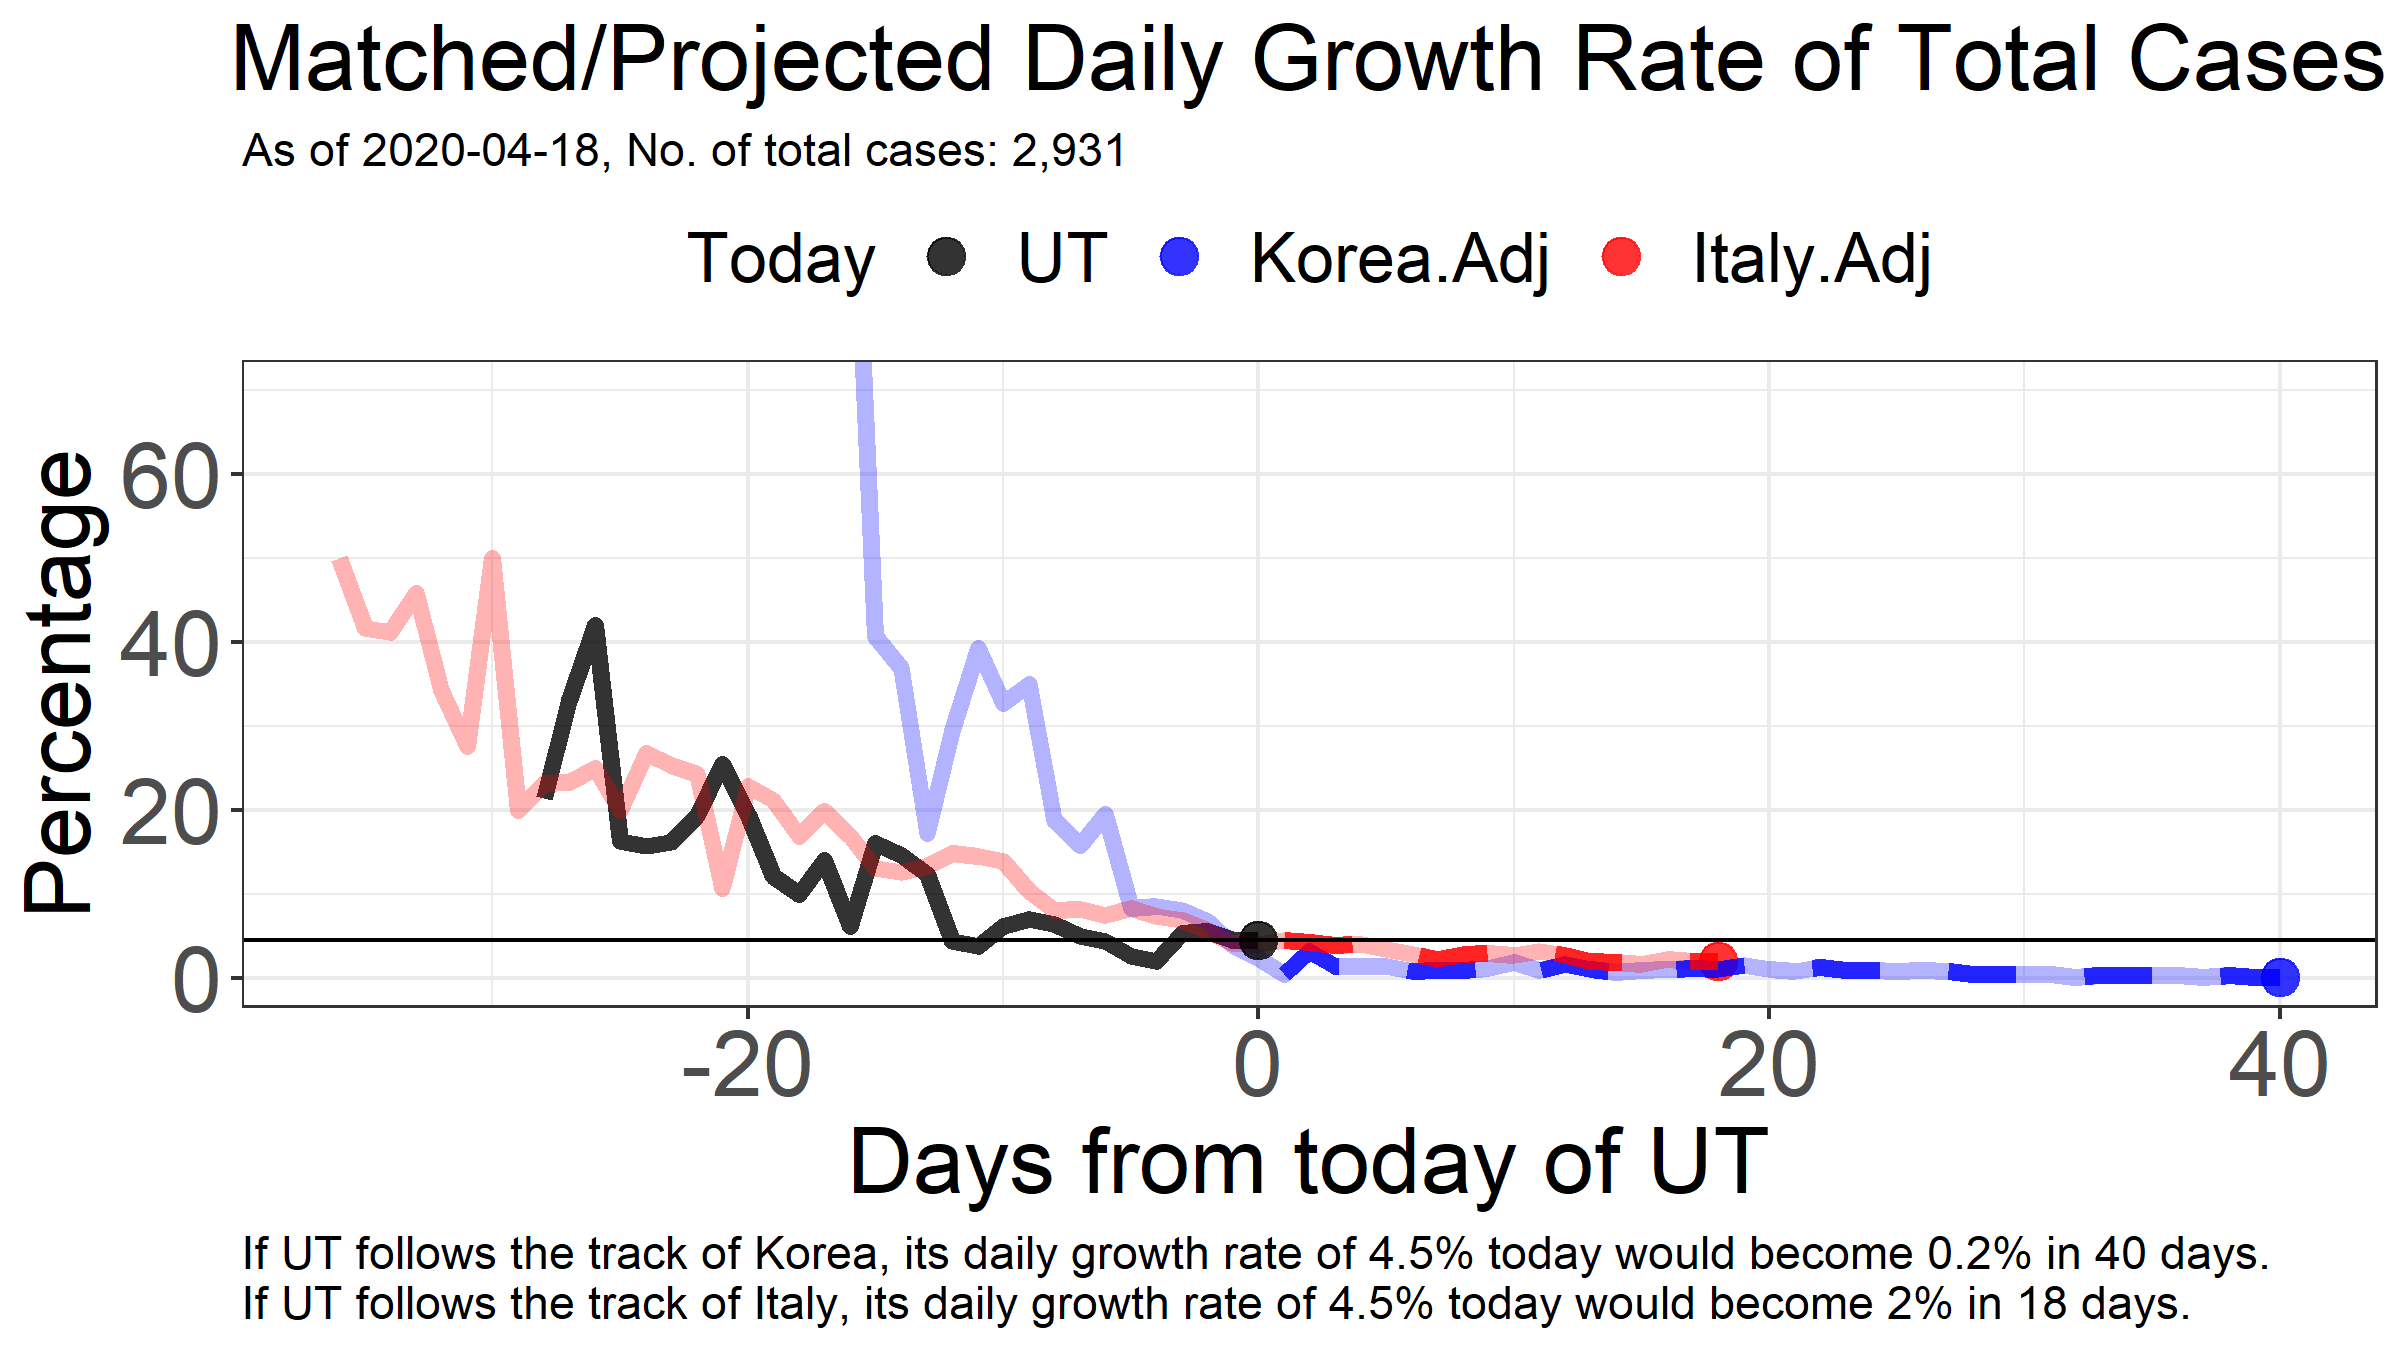 Matched/Projected Daily Growth Rate of Total Cases
As of 2020-04-18, No. of total cases: 2,931
Today UT Korea.Adj Italy.Adj
Percentage
60
40
20
0
-20 0 20 40
Days from today of UT
If UT follows the track of Korea, its daily growth rate of 4.5% today would become 0.2% in 40 days.
If UT follows the track of Italy, its daily growth rate of 4.5% today would become 2% in 18 days.